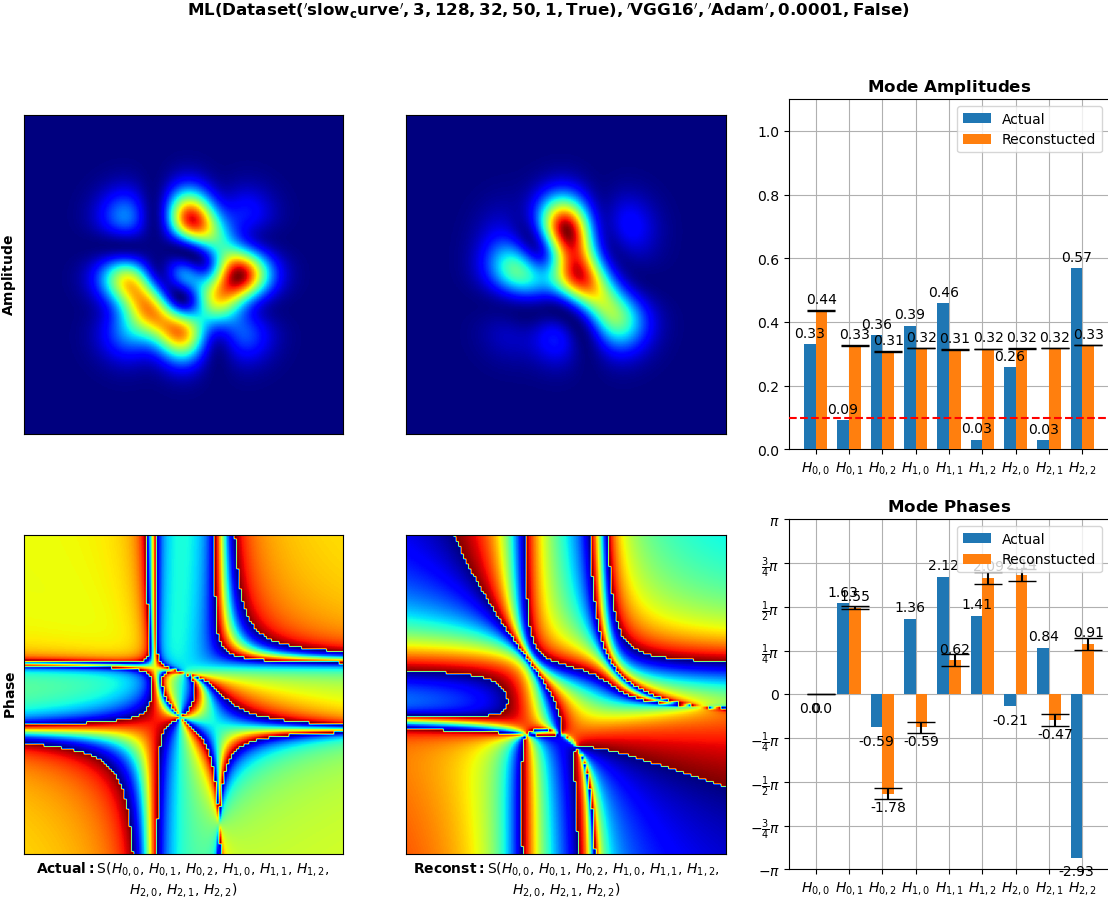 ML(Dataset('slow_curve', 3, 128, 32, 50, 1, True), 'VGG16', 'Adam', 0.0001, False)
Amplitude
Mode Amplitudes
Actual
Reconstucted
1.0
0.8
0.6
0.4
0.2
0.0
0.33
0.44
0.09
0.33
0.36
0.31
0.39
0.32
0.46
0.31
0.03
0.32
0.26
0.32
0.03
0.32
0.57
0.33
H0,0 H0,1 H0,2 H1,0 H1,1 H1,2 H2,0 H2,1 H2,2
Phase
Actual:S(H0,0, H0,1, H0,2, H1,0, H1,1, H1,2,
H2,0, H2,1, H2,2)
Reconst:S(H0,0, H0,1, H0,2, H1,0, H1,1, H1,2,
H2,0, H2,1, H2,2)
Mode Phases
Actual
Reconstucted
π
3/4π
1/2π
1/4π
0
−1/4π
−1/2π
−3/4π
−π
0.0
0.0
1.63
1.55
-0.59
-1.78
1.36
-0.59
2.12
0.62
1.41
2.09
-0.21
0.84
-0.47
-2.93
0.91
H0,0 H0,1 H0,2 H1,0 H1,1 H1,2 H2,0 H2,1 H2,2